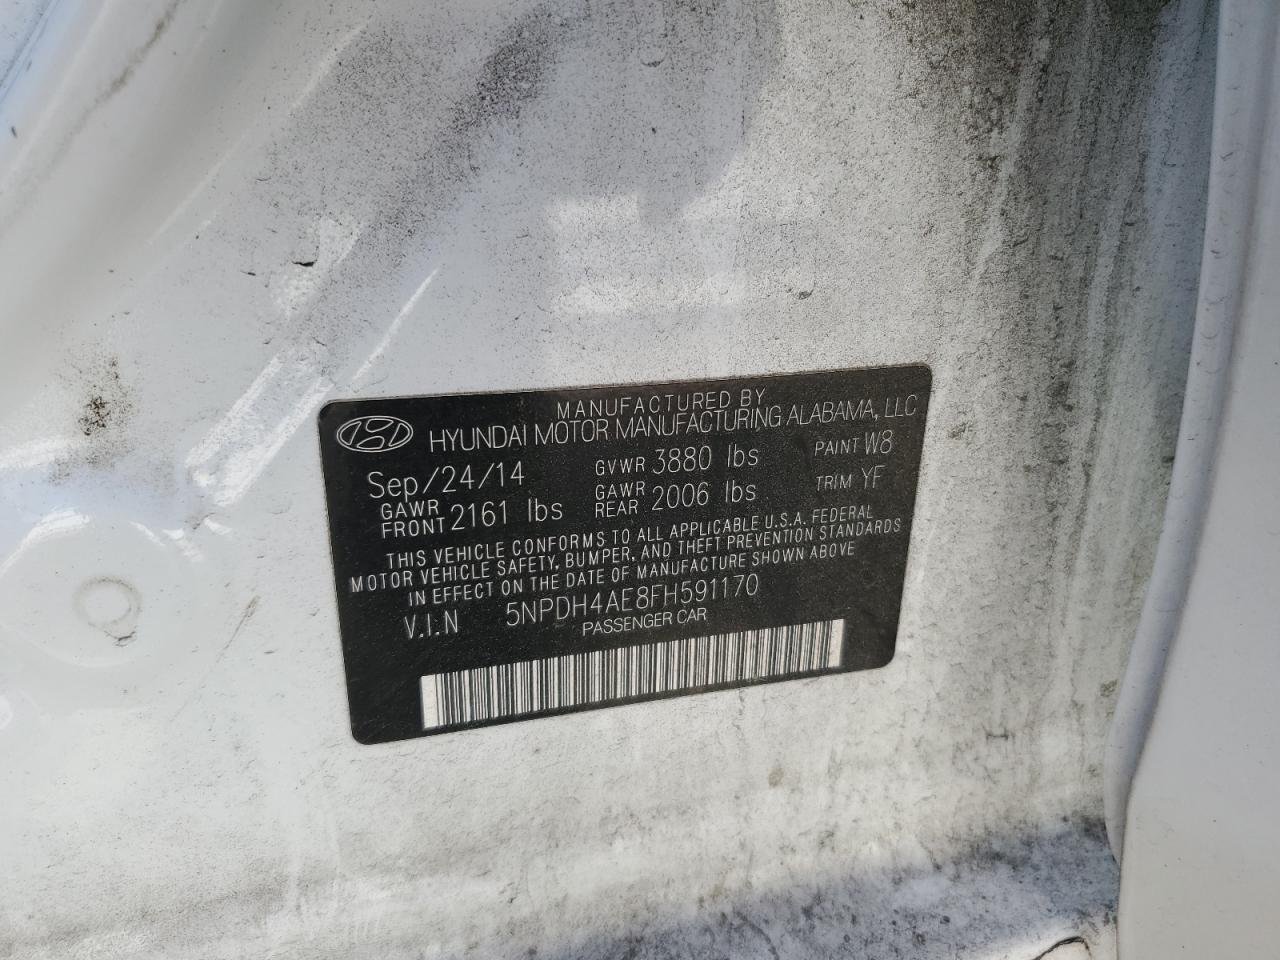 MANUFACTURED BY
HYUNDAI MOTOR MANUFACTURING ALABAMA, LLC
Sep/24/14 GVWR 3880 lbs PAINT W8
GAWR FRONT 2161 lbs GAWR REAR 2006 lbs TRIM YF
THIS VEHICLE CONFORMS TO ALL APPLICABLE U.S.A. FEDERAL
MOTOR VEHICLE SAFETY, BUMPER, AND THEFT PREVENTION STANDARDS
IN EFFECT ON THE DATE OF MANUFACTURE SHOWN ABOVE
V.I.N 5NPDH4AE8FH591170
PASSENGER CAR